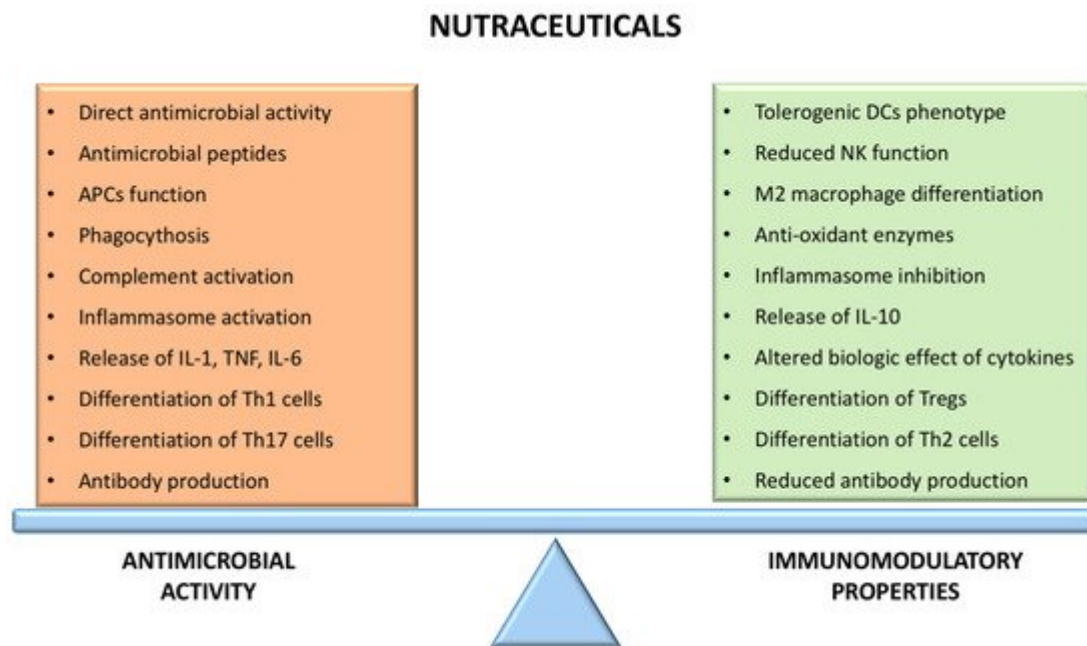 NUTRACEUTICALS
• Direct antimicrobial activity
• Antimicrobial peptides
• APCs function
• Phagocythosis
• Complement activation
• Inflammasome activation
• Release of IL-1, TNF, IL-6
• Differentiation of Th1 cells
• Differentiation of Th17 cells
• Antibody production
• Tolerogenic DCs phenotype
• Reduced NK function
• M2 macrophage differentiation
• Anti-oxidant enzymes
• Inflammasome inhibition
• Release of IL-10
• Altered biologic effect of cytokines
• Differentiation of Tregs
• Differentiation of Th2 cells
• Reduced antibody production
ANTIMICROBIAL
ACTIVITY
IMMUNOMODULATORY
PROPERTIES